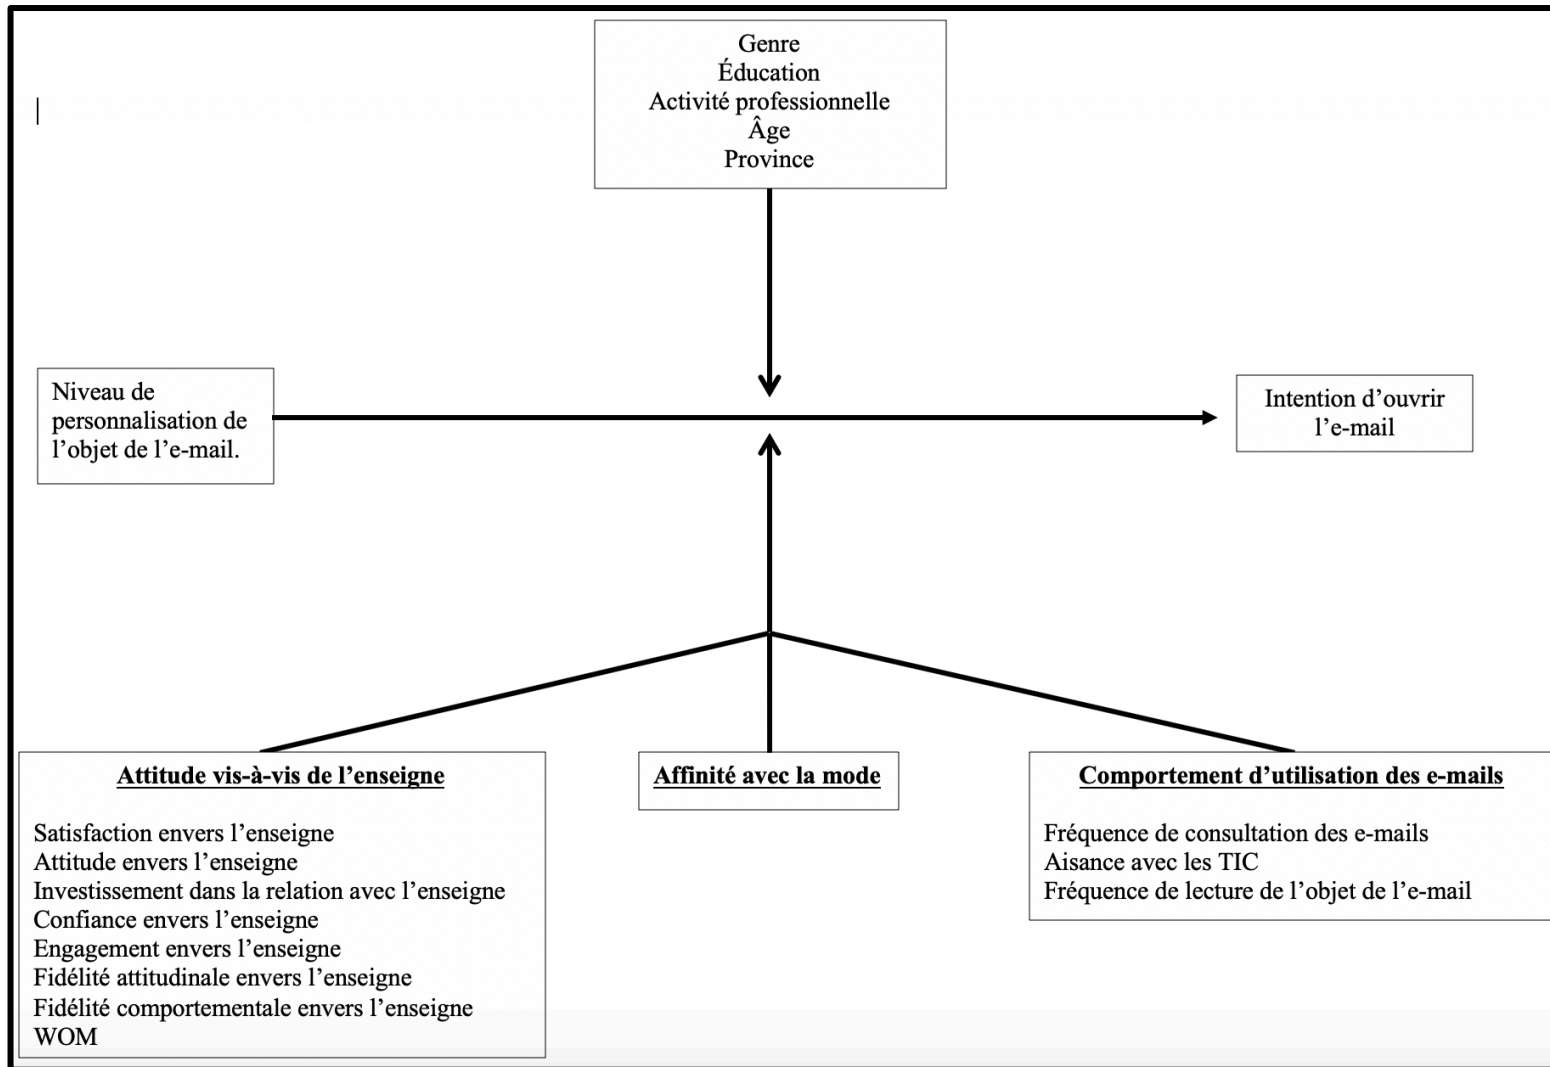 Genre
Éducation
Activité professionnelle
Âge
Province
Niveau de
personnalisation de
l’objet de l’e-mail.
Intention d’ouvrir
l’e-mail
Attitude vis-à-vis de l’enseigne
Satisfaction envers l’enseigne
Attitude envers l’enseigne
Investissement dans la relation avec l’enseigne
Confiance envers l’enseigne
Engagement envers l’enseigne
Fidélité attitudinale envers l’enseigne
Fidélité comportementale envers l’enseigne
WOM
Affinité avec la mode
Comportement d’utilisation des e-mails
Fréquence de consultation des e-mails
Aisance avec les TIC
Fréquence de lecture de l’objet de l’e-mail